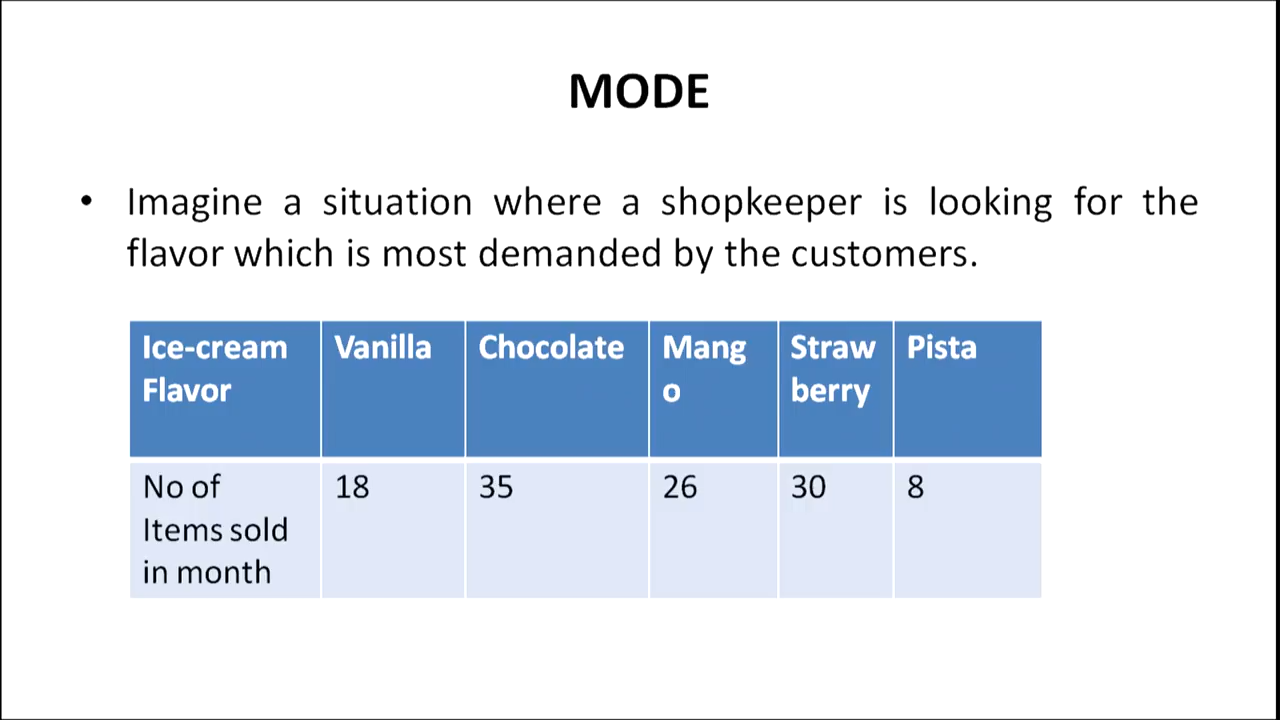 MODE
• Imagine a situation where a shopkeeper is looking for the
flavor which is most demanded by the customers.
Ice-cream Flavor Vanilla Chocolate Mang o Straw berry Pista
No of Items sold in month 18 35 26 30 8